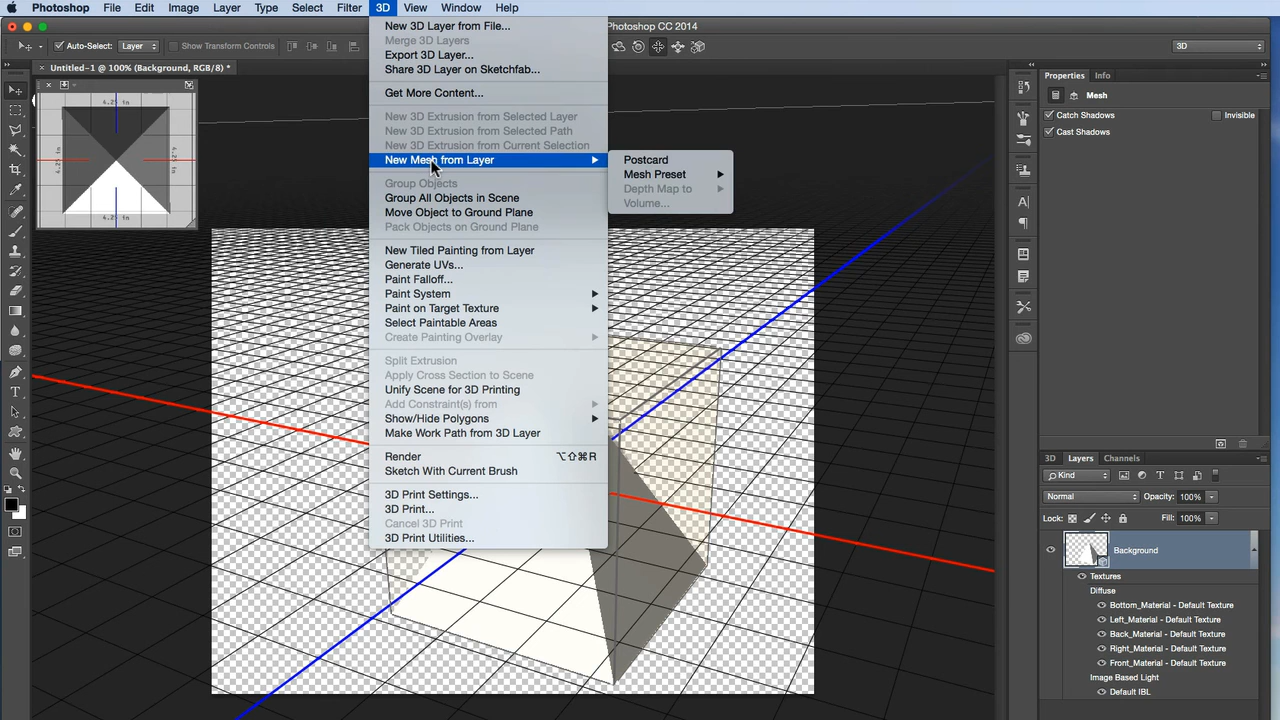 Photoshop File Edit Image Layer Type Select Filter 3D View Window Help
Photoshop CC 2014
Auto-Select: Layer Show Transform Controls 3D
Untitled-1 @ 100% (Background, RGB/8) *
4.25 in
4.25 in
New 3D Layer from File...
Merge 3D Layers
Export 3D Layer...
Share 3D Layer on Sketchfab...
Get More Content...
New 3D Extrusion from Selected Layer
New 3D Extrusion from Selected Path
New 3D Extrusion from Current Selection
New Mesh from Layer
Group Objects
Group All Objects in Scene
Move Object to Ground Plane
Pack Objects on Ground Plane
New Tiled Painting from Layer
Generate UVs...
Paint Falloff...
Paint System
Paint on Target Texture
Select Paintable Areas
Create Painting Overlay
Split Extrusion
Apply Cross Section to Scene
Unify Scene for 3D Printing
Add Constraint(s) from
Show/Hide Polygons
Make Work Path from 3D Layer
Render ⌥⇧⌘R
Sketch With Current Brush
3D Print Settings...
3D Print...
Cancel 3D Print
3D Print Utilities...
Postcard
Mesh Preset
Depth Map to
Volume...
Properties Info
Mesh
Catch Shadows Invisible
Cast Shadows
3D Layers Channels
Kind
Normal Opacity: 100%
Lock: Fill: 100%
Background
Textures
Diffuse
Bottom_Material - Default Texture
Left_Material - Default Texture
Back_Material - Default Texture
Right_Material - Default Texture
Front_Material - Default Texture
Image Based Light
Default IBL